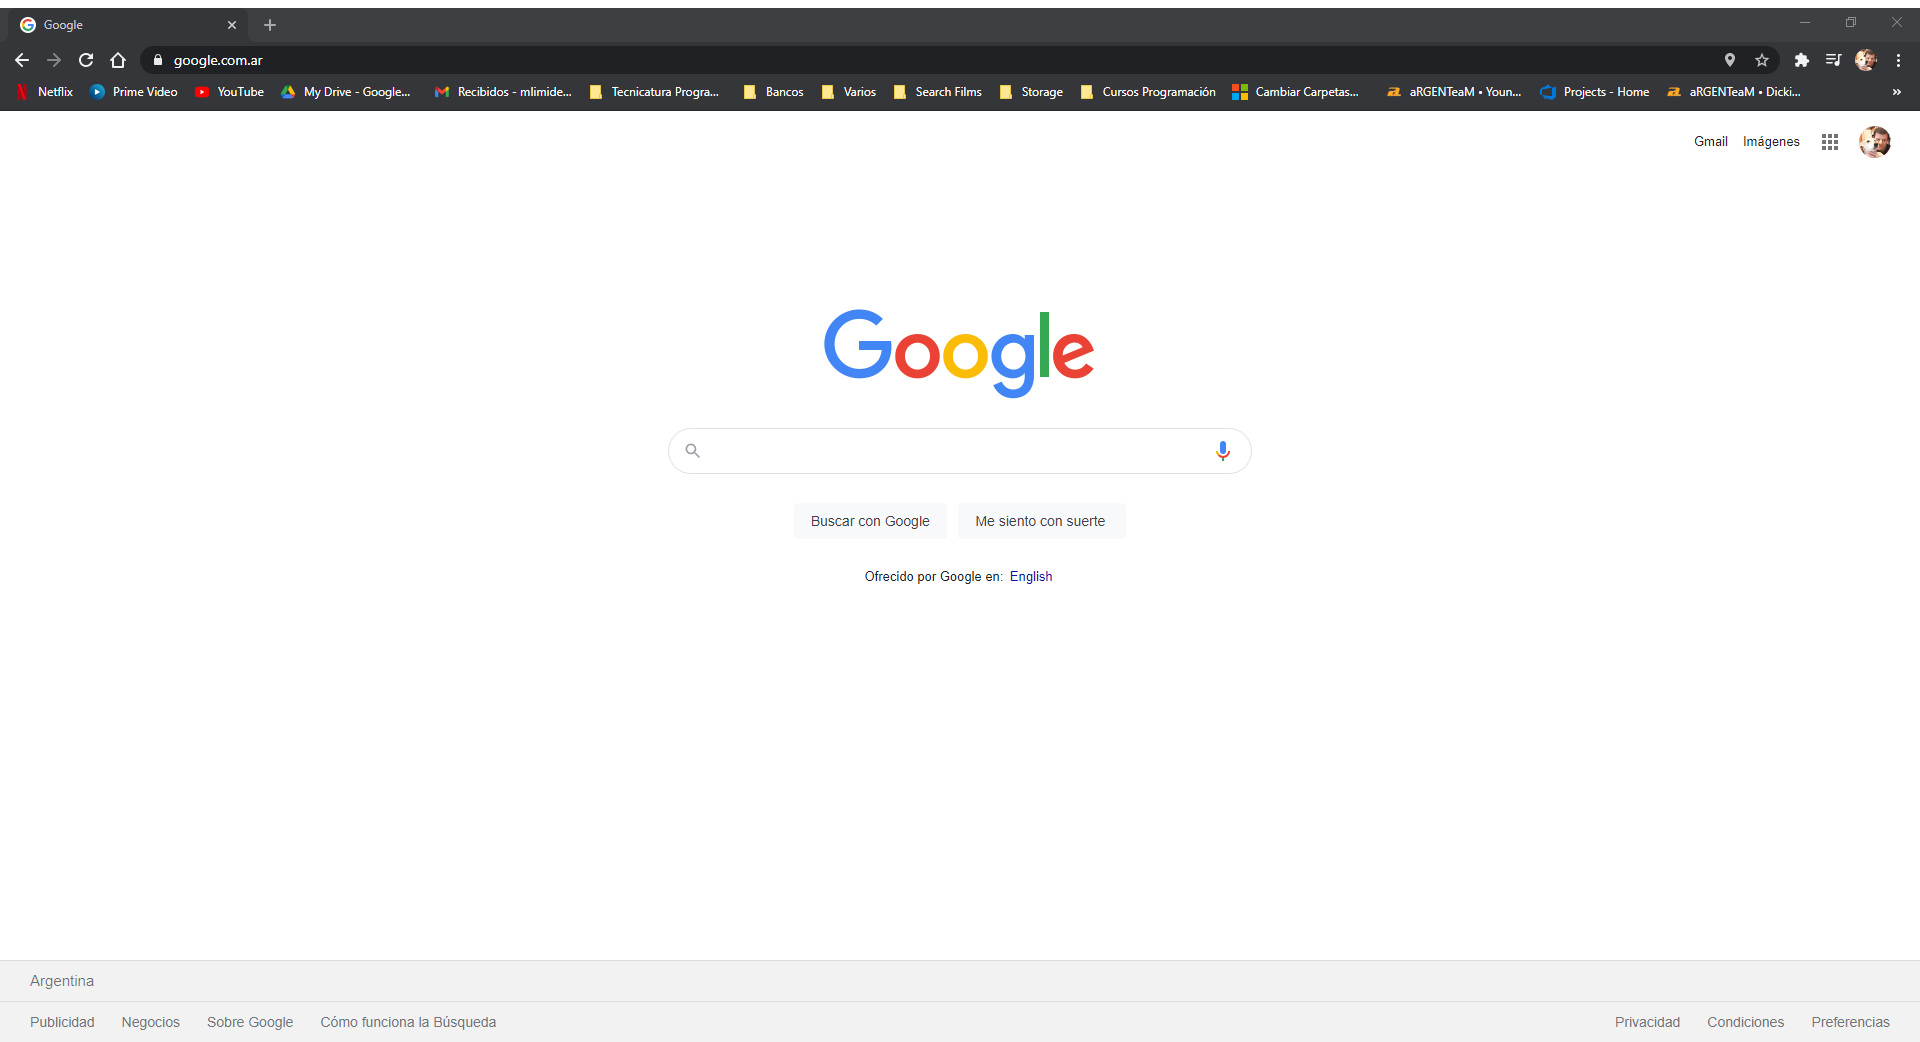 Google
google.com.ar
Netflix Prime Video YouTube My Drive - Google... Recibidos - mlimide... Tecnicatura Progra... Bancos Varios Search Films Storage Cursos Programación Cambiar Carpetas... aRGENTeaM • Youn... Projects - Home aRGENTeaM • Dicki... »
Gmail Imágenes
Google
Buscar con Google Me siento con suerte
Ofrecido por Google en: English
Argentina
Publicidad Negocios Sobre Google Cómo funciona la Búsqueda Privacidad Condiciones Preferencias